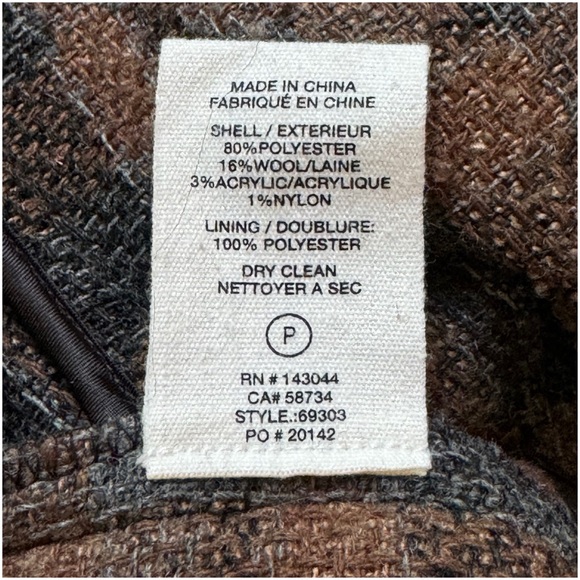 MADE IN CHINA
FABRIQUÉ EN CHINE
SHELL / EXTERIEUR
80%POLYESTER
16%WOOL/LAINE
3%ACRYLIC/ACRYLIQUE
1%NYLON
LINING / DOUBLURE:
100% POLYESTER
DRY CLEAN
NETTOYER A SEC
P
RN # 143044
CA# 58734
STYLE.:69303
PO # 20142